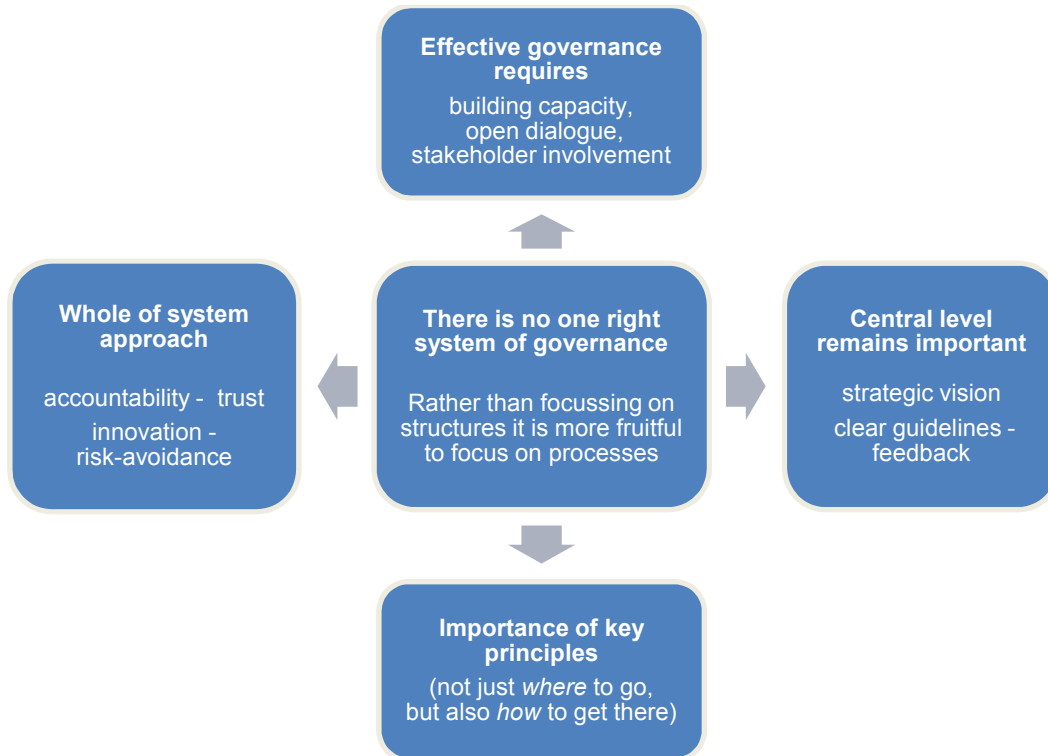 Effective governance
requires
building capacity,
open dialogue,
stakeholder involvement
Whole of system
approach
accountability -  trust
innovation -
risk-avoidance
There is no one right
system of governance
Rather than focussing on
structures it is more fruitful
to focus on processes
Central level
remains important
strategic vision
clear guidelines -
feedback
Importance of key
principles
(not just where to go,
but also how to get there)